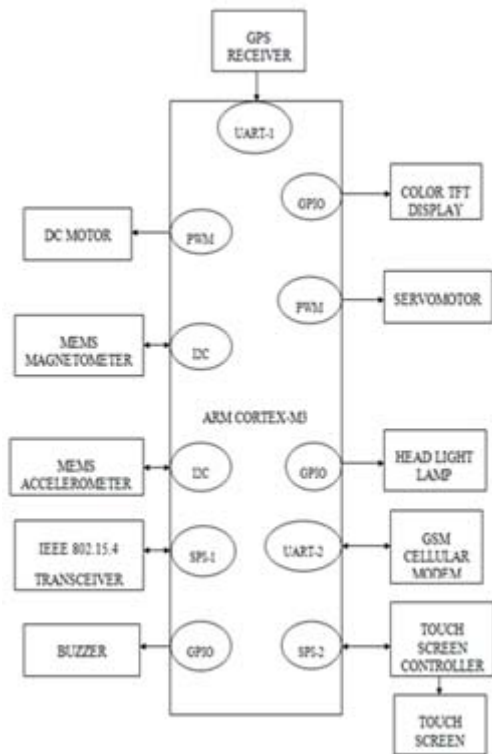 GPS
RECEIVER
UART-1
GPIO
COLOR TFT
DISPLAY
DC MOTOR
PWM
PWM
SERVOMOTOR
MEMS
MAGNETOMETER
I2C
ARM CORTEX-M3
MEMS
ACCELEROMETER
I2C
GPIO
HEAD LIGHT
LAMP
IEEE 802.15.4
TRANSCEIVER
SPI-1
UART-2
GSM
CELLULAR
MODEM
BUZZER
GPIO
SPI-2
TOUCH
SCREEN
CONTROLLER
TOUCH
SCREEN